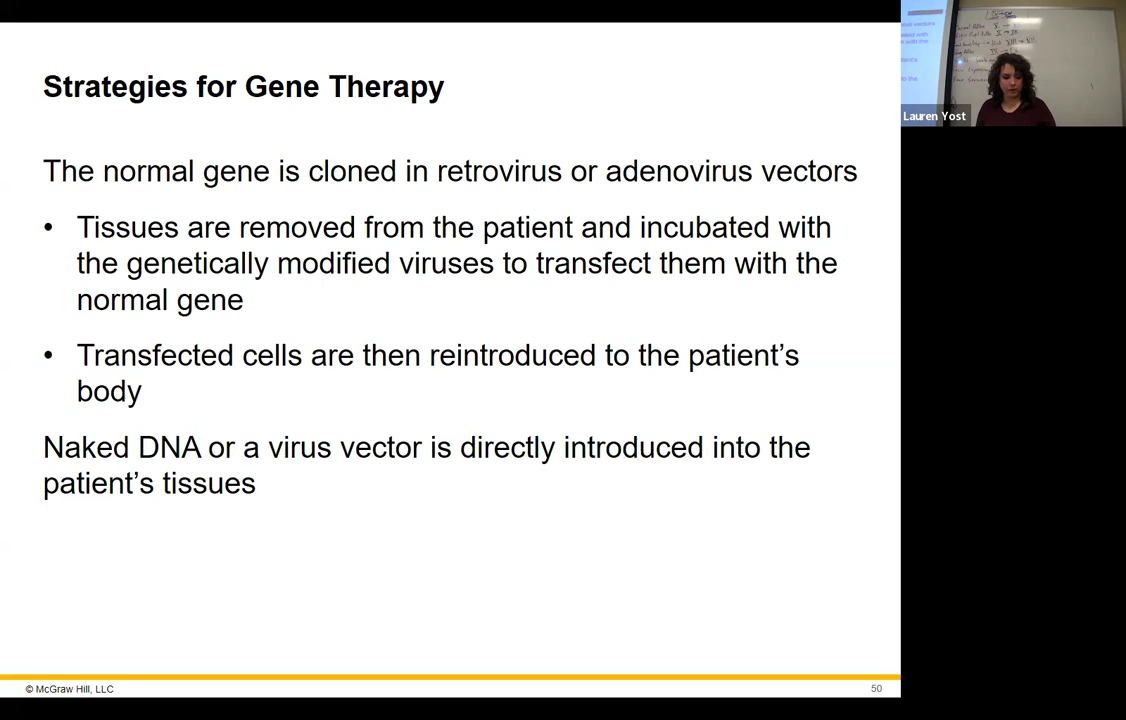 Strategies for Gene Therapy
The normal gene is cloned in retrovirus or adenovirus vectors
• Tissues are removed from the patient and incubated with
the genetically modified viruses to transfect them with the
normal gene
• Transfected cells are then reintroduced to the patient’s
body
Naked DNA or a virus vector is directly introduced into the
patient’s tissues
© McGraw Hill, LLC
50
Lauren Yost